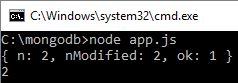 C:\Windows\system32\cmd.exe
C:\mongodb>node app.js
{ n: 2, nModified: 2, ok: 1 }
2